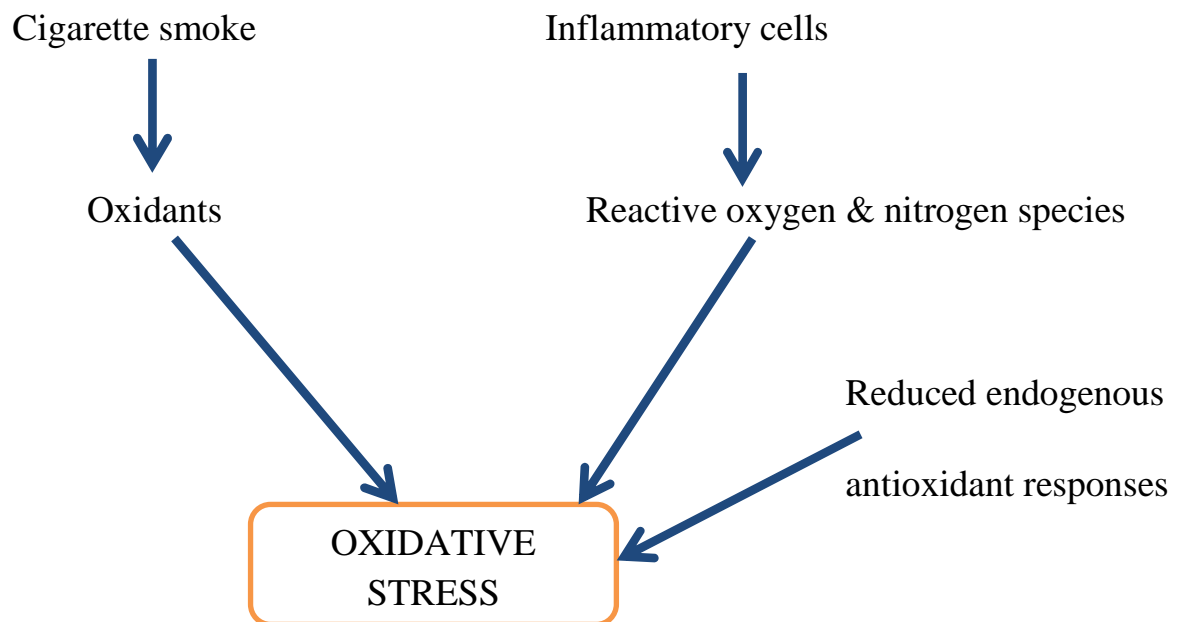 Cigarette smoke
Inflammatory cells
Oxidants
Reactive oxygen & nitrogen species
Reduced endogenous
antioxidant responses
OXIDATIVE
STRESS